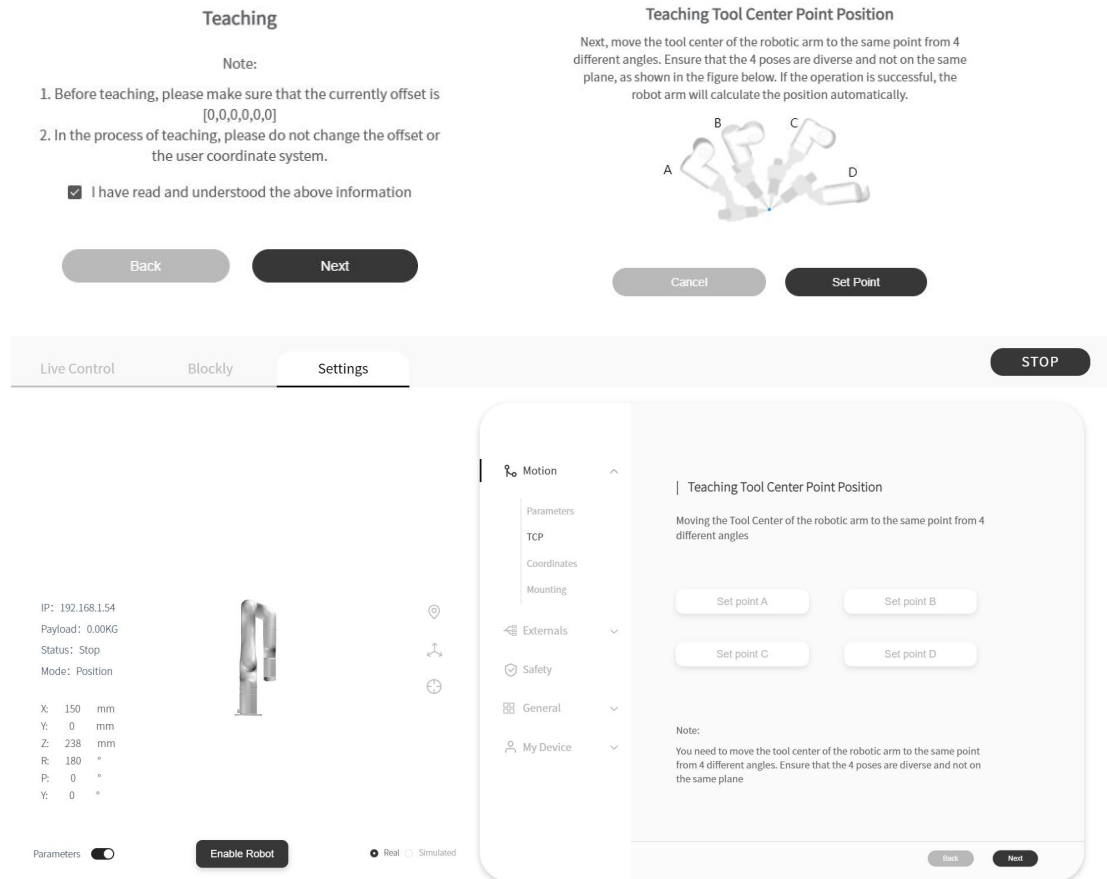 Teaching
Note:
1. Before teaching, please make sure that the currently offset is
[0,0,0,0,0,0]
2. In the process of teaching, please do not change the offset or
the user coordinate system.
I have read and understood the above information
Back
Next
Teaching Tool Center Point Position
Next, move the tool center of the robotic arm to the same point from 4
different angles. Ensure that the 4 poses are diverse and not on the same
plane, as shown in the figure below. If the operation is successful, the
robot arm will calculate the position automatically.
A
B
C
D
Cancel
Set Point
Live Control
Blockly
Settings
STOP
IP: 192.168.1.54
Payload: 0.00KG
Status: Stop
Mode: Position
X: 150 mm
Y: 0 mm
Z: 238 mm
R: 180 °
P: 0 °
Y: 0 °
Parameters
Enable Robot
Real
Simulated
Motion
Parameters
TCP
Coordinates
Mounting
Externals
Safety
General
My Device
| Teaching Tool Center Point Position
Moving the Tool Center of the robotic arm to the same point from 4
different angles
Set point A
Set point B
Set point C
Set point D
Note:
You need to move the tool center of the robotic arm to the same point
from 4 different angles. Ensure that the 4 poses are diverse and not on
the same plane
Back
Next